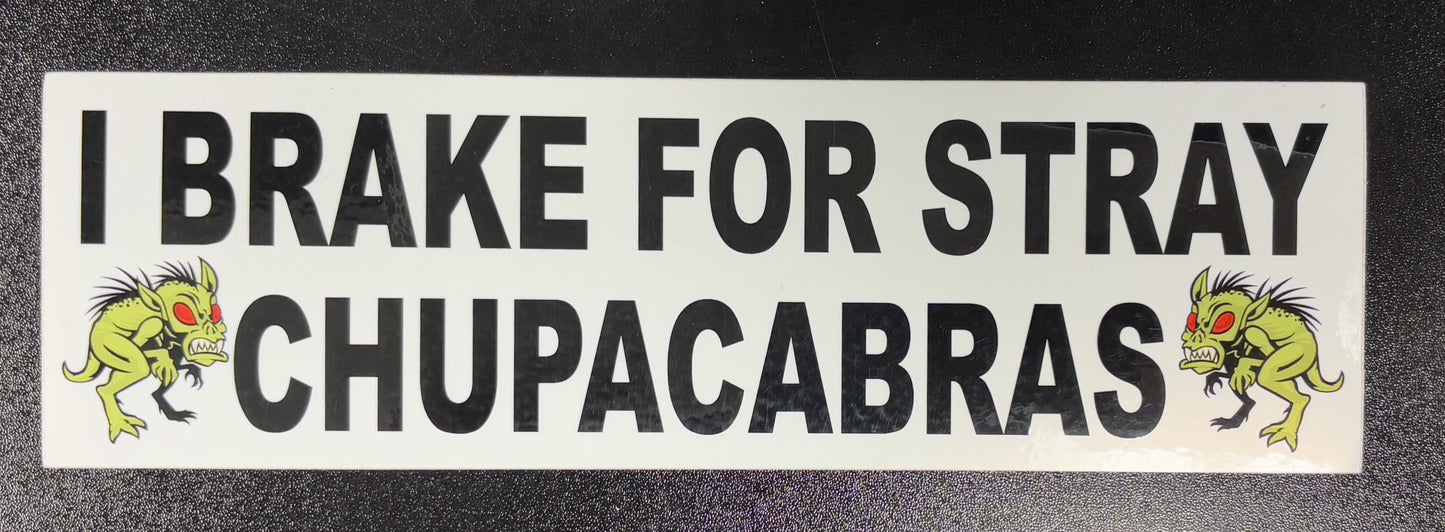 I BRAKE FOR STRAY
CHUPACABRAS